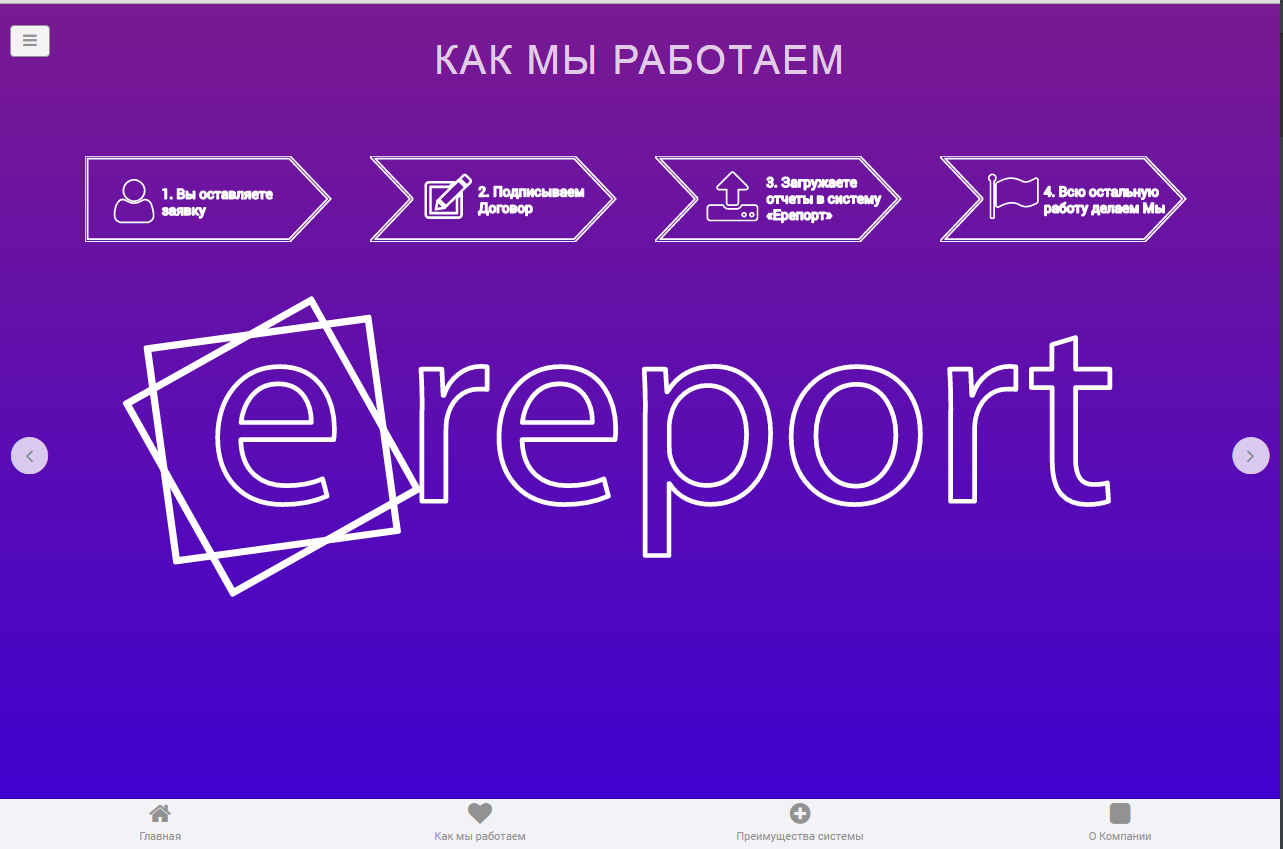 КАК МЫ РАБОТАЕМ
1. Вы оставляете
заявку
2. Подписываем
Договор
3. Загружаете
отчеты в систему
«Ерепорт»
4. Всю остальную
работу делаем Мы
ereport
Главная
Как мы работаем
Преимущества системы
О Компании